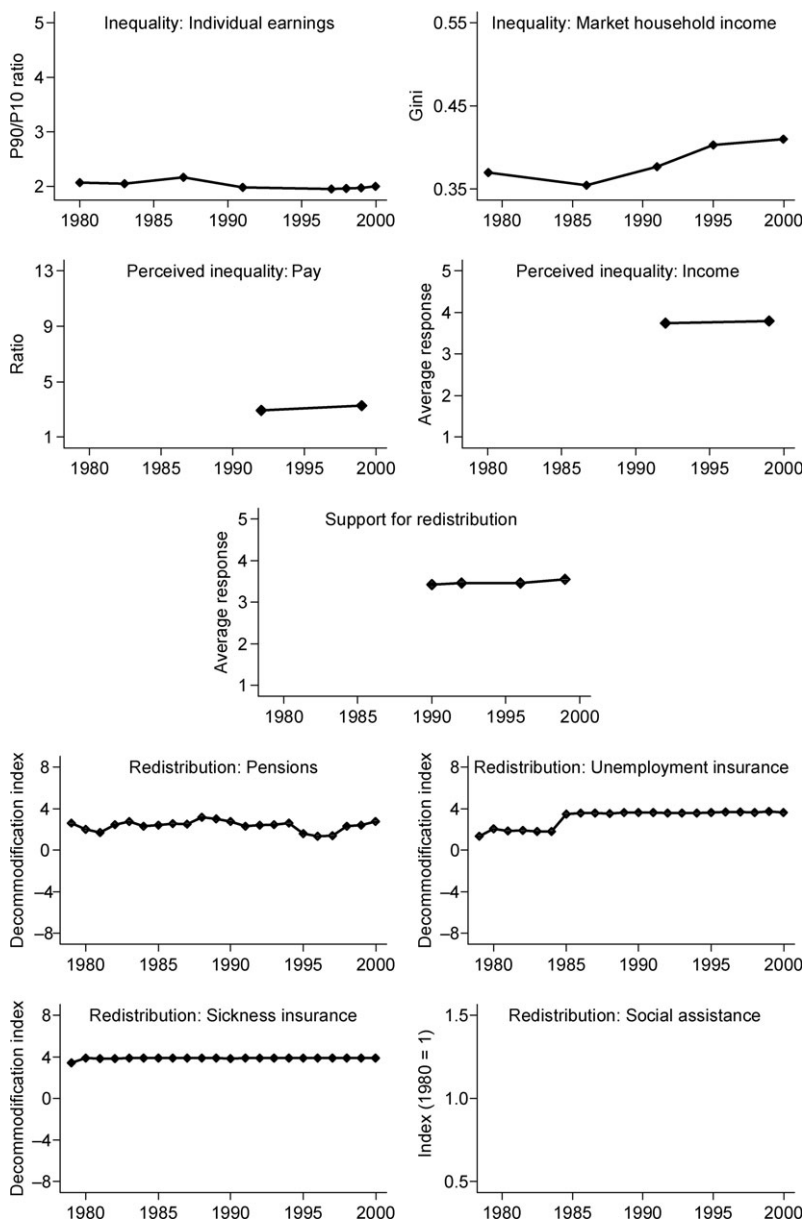 Inequality: Individual earnings
P90/P10 ratio
5
4
3
2
1980 1985 1990 1995 2000
Inequality: Market household income
Gini
0.55
0.45
0.35
1980 1985 1990 1995 2000
Perceived inequality: Pay
Ratio
13
9
5
1
1980 1985 1990 1995 2000
Perceived inequality: Income
Average response
5
4
3
2
1
1980 1985 1990 1995 2000
Support for redistribution
Average response
5
4
3
2
1
1980 1985 1990 1995 2000
Redistribution: Pensions
Decommodification index
8
4
0
–4
–8
1980 1985 1990 1995 2000
Redistribution: Unemployment insurance
Decommodification index
8
4
0
–4
–8
1980 1985 1990 1995 2000
Redistribution: Sickness insurance
Decommodification index
8
4
0
–4
–8
1980 1985 1990 1995 2000
Redistribution: Social assistance
Index (1980 = 1)
1.5
1.0
0.5
1980 1985 1990 1995 2000